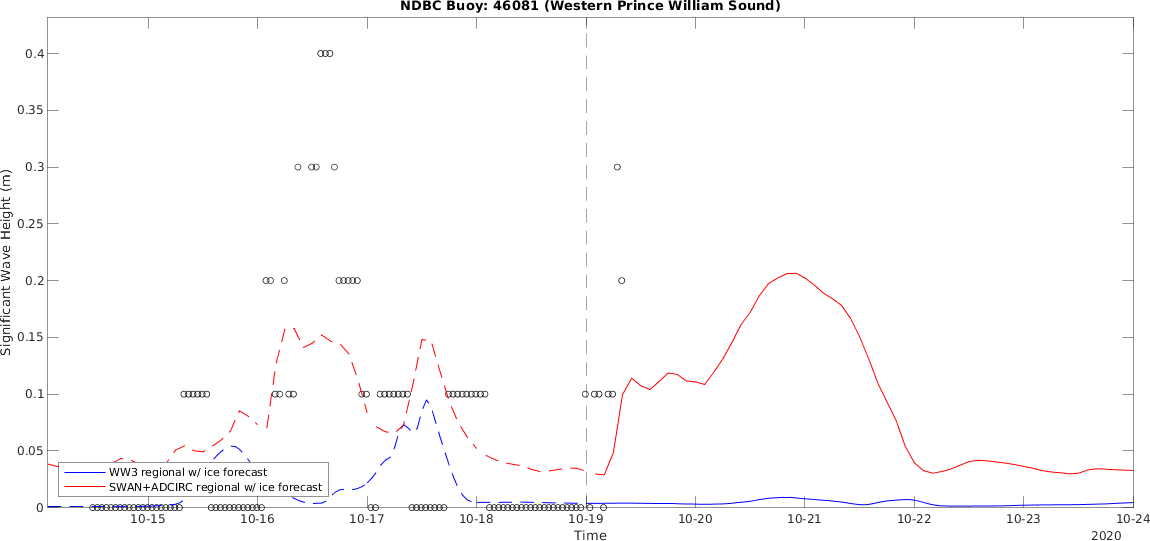 NDBC Buoy: 46081 (Western Prince William Sound)
Significant Wave Height (m)
0.4
0.35
0.3
0.25
0.2
0.15
0.1
0.05
0
WW3 regional w/ ice forecast
SWAN+ADCIRC regional w/ ice forecast
10-15 10-16 10-17 10-18 10-19 10-20 10-21 10-22 10-23 10-24
Time
2020